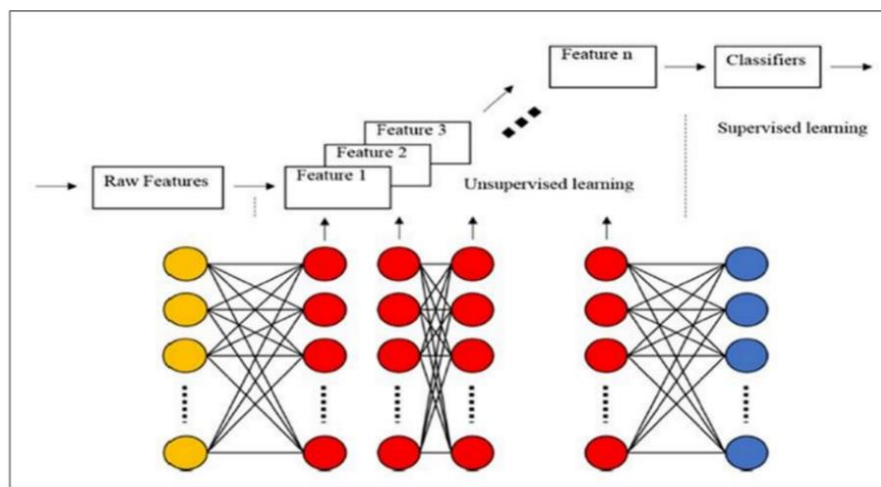 Feature n
Classifiers
Feature 3
Feature 2
Feature 1
Supervised learning
Raw Features
Unsupervised learning